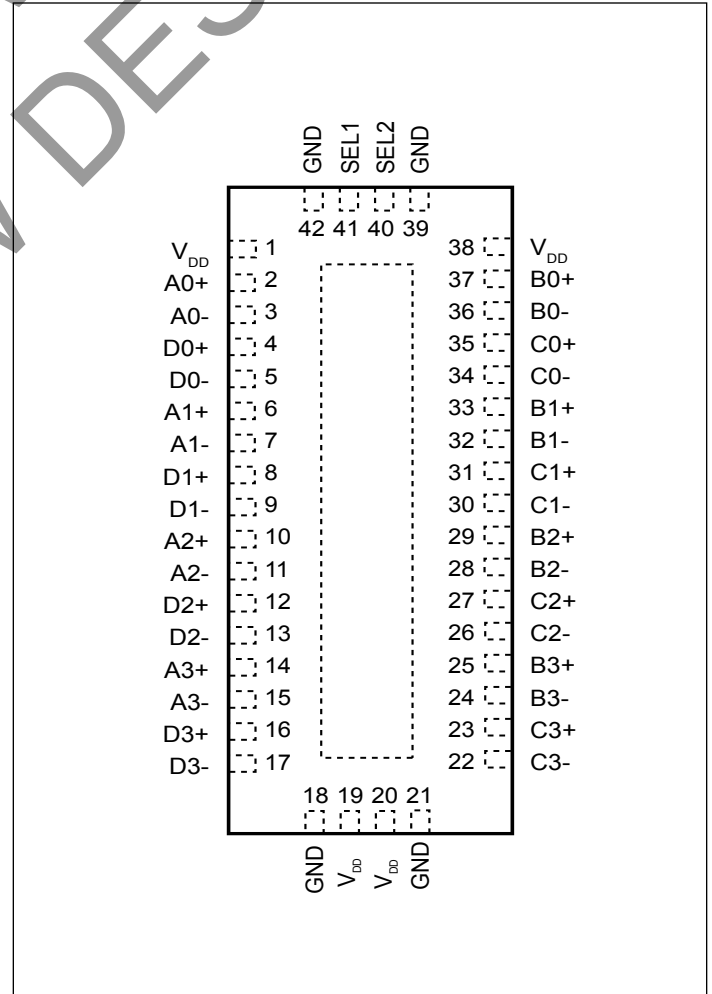 DES
GND SEL1 SEL2 GND
42 41 40 39
VDD 1 38 VDD
A0+ 2 37 B0+
A0- 3 36 B0-
D0+ 4 35 C0+
D0- 5 34 C0-
A1+ 6 33 B1+
A1- 7 32 B1-
D1+ 8 31 C1+
D1- 9 30 C1-
A2+ 10 29 B2+
A2- 11 28 B2-
D2+ 12 27 C2+
D2- 13 26 C2-
A3+ 14 25 B3+
A3- 15 24 B3-
D3+ 16 23 C3+
D3- 17 22 C3-
18 19 20 21
GND VDD VDD GND